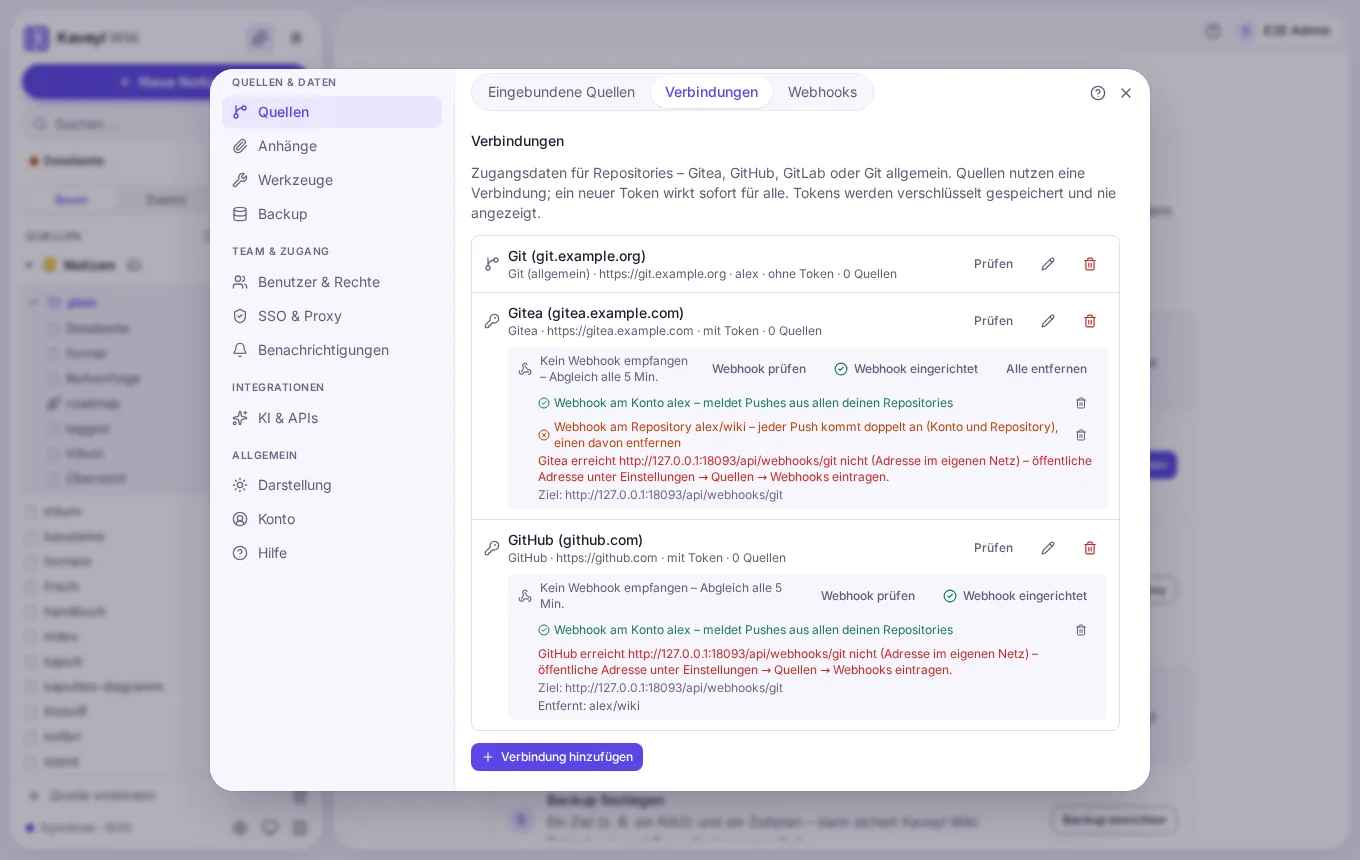 Kaveyl Wiki
E2E Admin
Suchen ...
QUELLEN & DATEN
Quellen
Anhänge
Werkzeuge
Backup
TEAM & ZUGANG
Benutzer & Rechte
SSO & Proxy
Benachrichtigungen
INTEGRATIONEN
KI & APIs
ALLGEMEIN
Darstellung
Konto
Hilfe
Eingebundene Quellen
Verbindungen
Webhooks
Verbindungen
Zugangsdaten für Repositories – Gitea, GitHub, GitLab oder Git allgemein. Quellen nutzen eine
Verbindung; ein neuer Token wirkt sofort für alle. Tokens werden verschlüsselt gespeichert und nie
angezeigt.
Git (git.example.org)
Git (allgemein) · https://git.example.org · alex · ohne Token · 0 Quellen
Prüfen
Gitea (gitea.example.com)
Gitea · https://gitea.example.com · mit Token · 0 Quellen
Prüfen
Kein Webhook empfangen
– Abgleich alle 5 Min.
Webhook prüfen
Webhook eingerichtet
Alle entfernen
Webhook am Konto alex – meldet Pushes aus allen deinen Repositories
Webhook am Repository alex/wiki – jeder Push kommt doppelt an (Konto und Repository),
einen davon entfernen
Gitea erreicht http://127.0.0.1:18093/api/webhooks/git nicht (Adresse im eigenen Netz) – öffentliche
Adresse unter Einstellungen → Quellen → Webhooks eintragen.
Ziel: http://127.0.0.1:18093/api/webhooks/git
GitHub (github.com)
GitHub · https://github.com · mit Token · 0 Quellen
Prüfen
Kein Webhook empfangen – Abgleich alle 5
Min.
Webhook prüfen
Webhook eingerichtet
Webhook am Konto alex – meldet Pushes aus allen deinen Repositories
GitHub erreicht http://127.0.0.1:18093/api/webhooks/git nicht (Adresse im eigenen Netz) –
öffentliche Adresse unter Einstellungen → Quellen → Webhooks eintragen.
Ziel: http://127.0.0.1:18093/api/webhooks/git
Entfernt: alex/wiki
Verbindung hinzufügen
Quelle einbinden
Backup festlegen
Backup einrichten